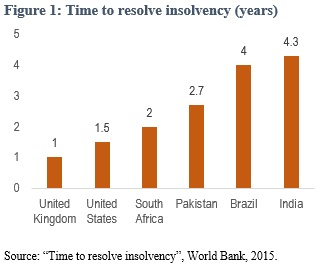 Figure 1: Time to resolve insolvency (years)
5
4
3
2
1
0
1
1.5
2
2.7
4
4.3
United
Kingdom
United
States
South
Africa
Pakistan
Brazil
India
Source: “Time to resolve insolvency”, World Bank, 2015.